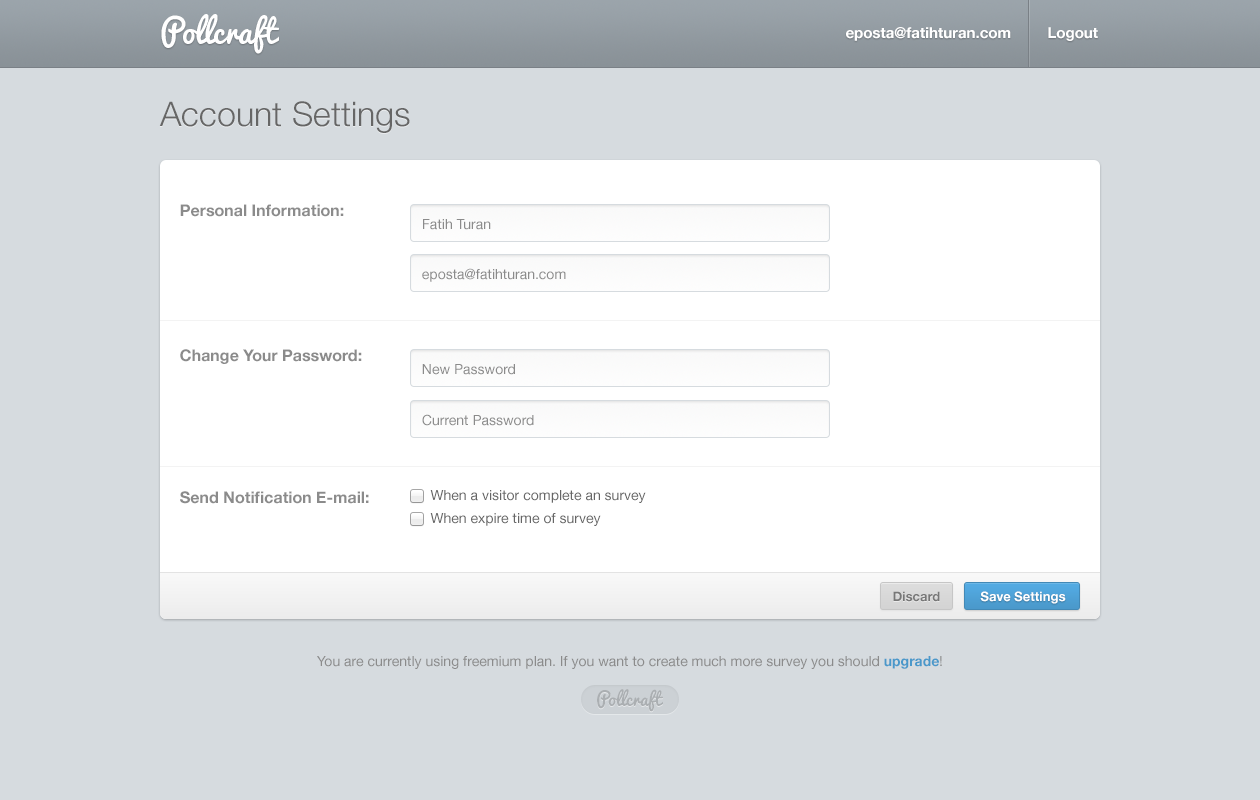 Pollcraft
eposta@fatihturan.com
Logout
Account Settings
Personal Information:
Fatih Turan
eposta@fatihturan.com
Change Your Password:
New Password
Current Password
Send Notification E-mail:
When a visitor complete an survey
When expire time of survey
Discard
Save Settings
You are currently using freemium plan. If you want to create much more survey you should upgrade!
Pollcraft